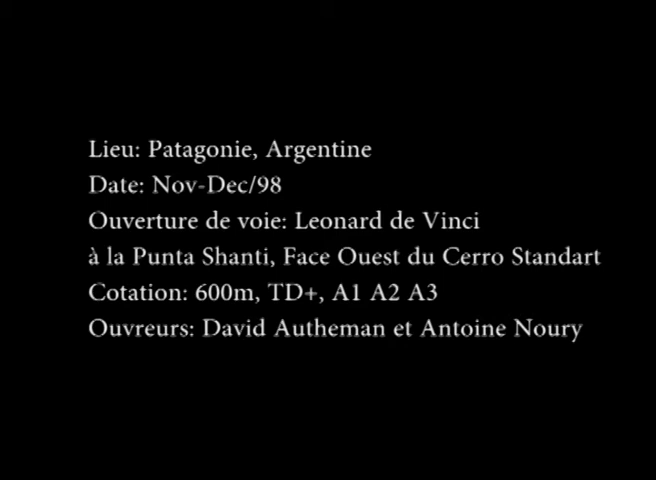 Lieu: Patagonie, Argentine
Date: Nov-Dec/98
Ouverture de voie: Leonard de Vinci
à la Punta Shanti, Face Ouest du Cerro Standart
Cotation: 600m, TD+, A1 A2 A3
Ouvreurs: David Autheman et Antoine Noury